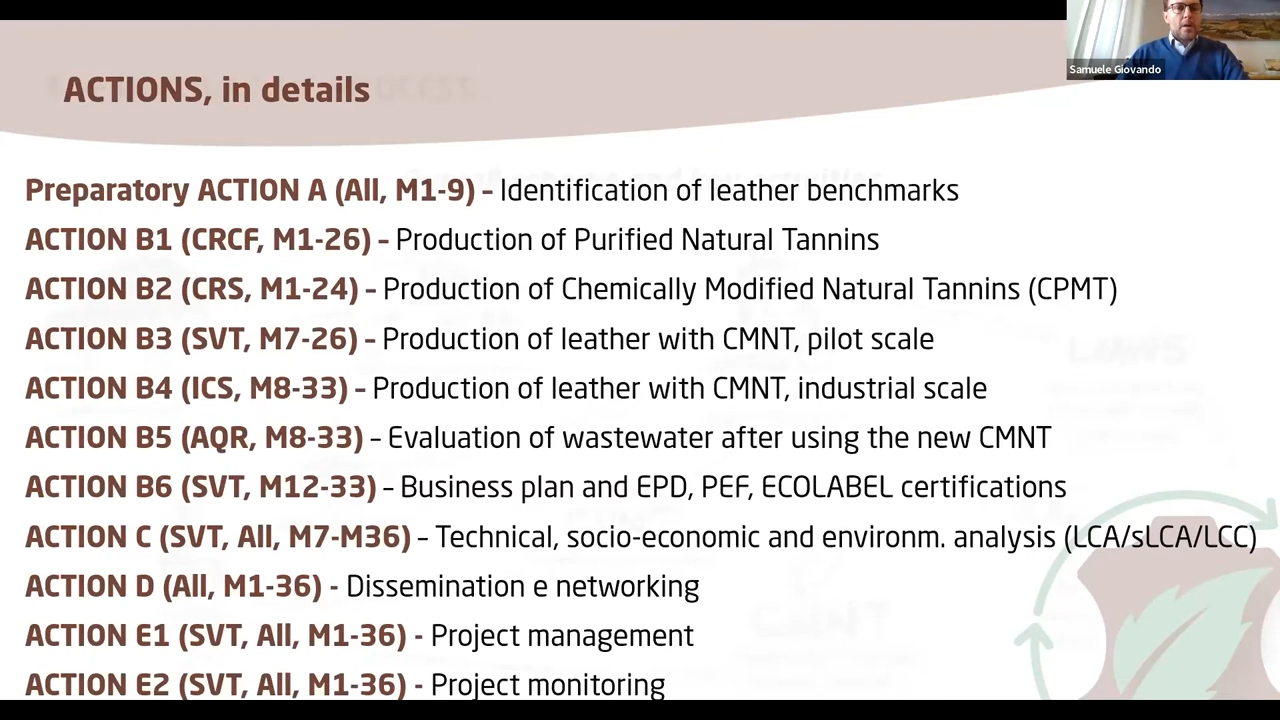 Samuele Giovando
ACTIONS, in details
Preparatory ACTION A (All, M1-9) – Identification of leather benchmarks
ACTION B1 (CRCF, M1-26) – Production of Purified Natural Tannins
ACTION B2 (CRS, M1-24) – Production of Chemically Modified Natural Tannins (CPMT)
ACTION B3 (SVT, M7-26) – Production of leather with CMNT, pilot scale
ACTION B4 (ICS, M8-33) – Production of leather with CMNT, industrial scale
ACTION B5 (AQR, M8-33) – Evaluation of wastewater after using the new CMNT
ACTION B6 (SVT, M12-33) – Business plan and EPD, PEF, ECOLABEL certifications
ACTION C (SVT, All, M7-M36) – Technical, socio-economic and environm. analysis (LCA/sLCA/LCC)
ACTION D (All, M1-36) - Dissemination e networking
ACTION E1 (SVT, All, M1-36) - Project management
ACTION E2 (SVT, All, M1-36) - Project monitoring